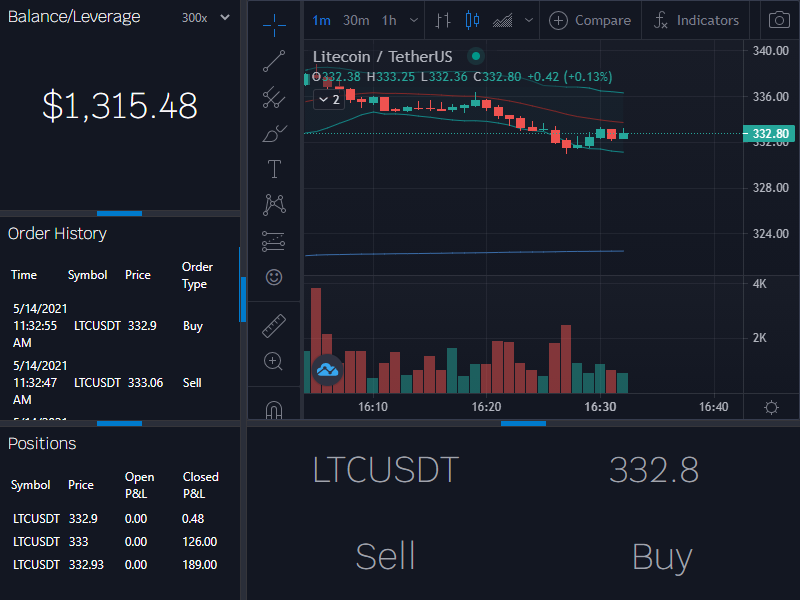 Balance/Leverage 300x
$1,315.48
Order History
Time Symbol Price Order Type
5/14/2021 11:32:55 AM LTCUSDT 332.9 Buy
5/14/2021 11:32:47 AM LTCUSDT 333.06 Sell
Positions
Symbol Price Open P&L Closed P&L
LTCUSDT 332.9 0.00 0.48
LTCUSDT 333 0.00 126.00
LTCUSDT 332.93 0.00 189.00
1m 30m 1h Compare Indicators
Litecoin / TetherUS
O332.38 H333.25 L332.36 C332.80 +0.42 (+0.13%)
2
340.00
336.00
332.80
332.00
328.00
324.00
4K
2K
16:10 16:20 16:30 16:40
LTCUSDT 332.8
Sell Buy